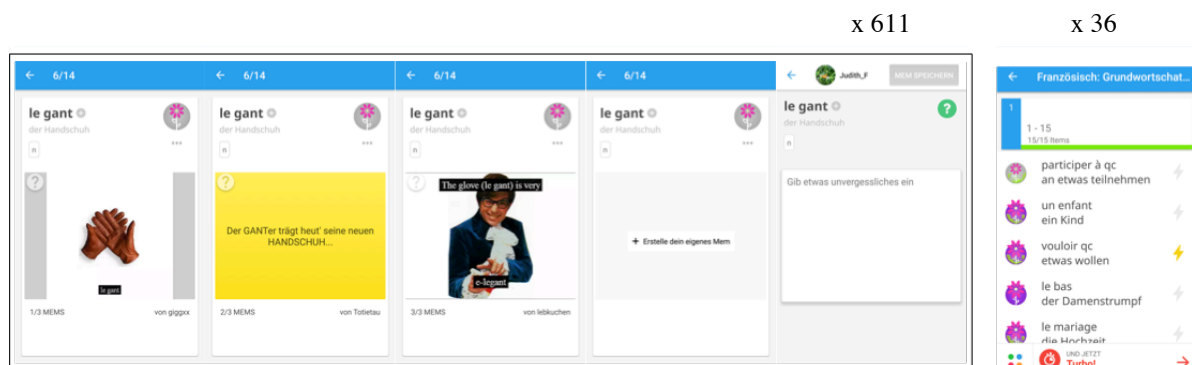 x 611
x 36
6/14
le gant
der Handschuh
n
?
le gant
1/3 MEMS
von giggxx
6/14
le gant
der Handschuh
n
?
Der GANTer trägt heut' seine neuen
HANDSCHUH...
2/3 MEMS
von Totietau
6/14
le gant
der Handschuh
n
?
The glove (le gant) is very
e-legant
3/3 MEMS
von lebkuchen
6/14
le gant
der Handschuh
n
+ Erstelle dein eigenes Mem
Judith_F
MEM SPEICHERN
le gant
?
der Handschuh
n
Gib etwas unvergessliches ein
Französisch: Grundwortschat...
1
1 - 15
15/15 Items
participer à qc
an etwas teilnehmen
un enfant
ein Kind
vouloir qc
etwas wollen
le bas
der Damenstrumpf
le mariage
die Hochzeit
UND JETZT
Turbo!